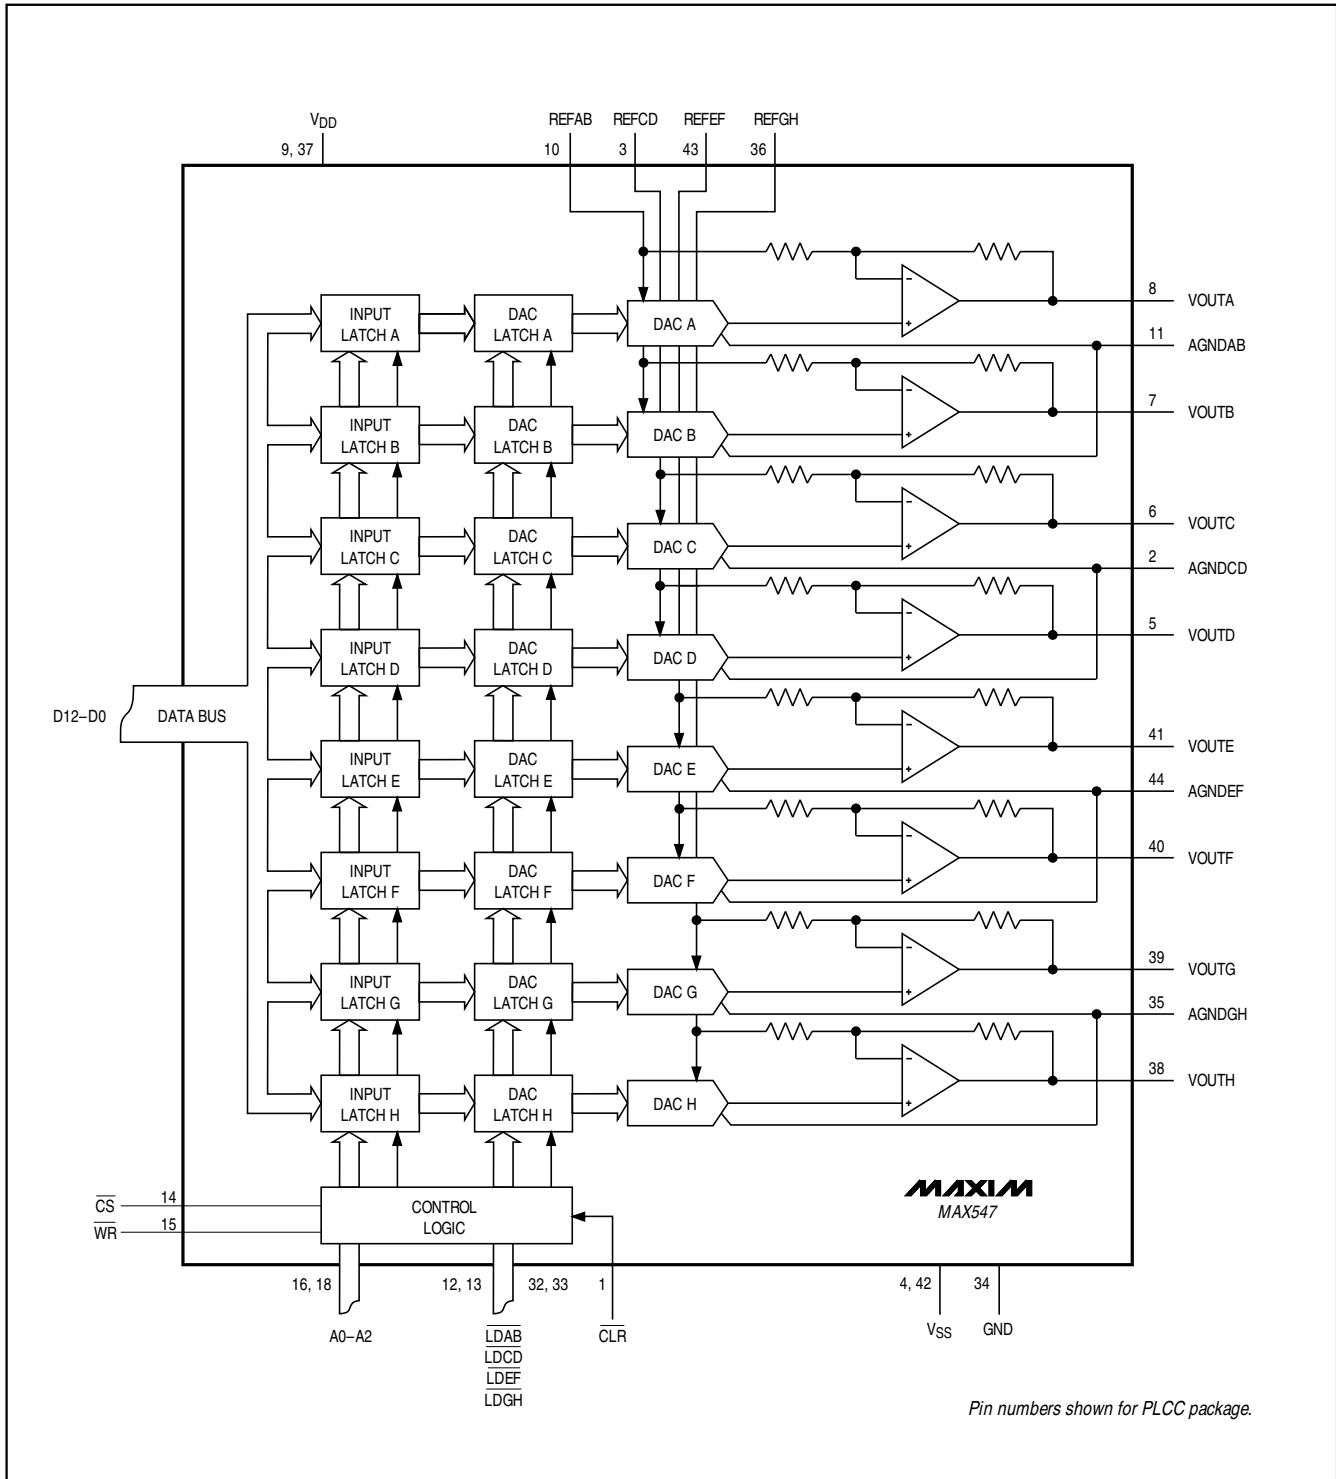 VDD
REFAB REFCD REFEF REFGH
9, 37
10 3 43 36
INPUT LATCH A
DAC LATCH A
DAC A
-
+
8 VOUTA
11 AGNDAB
INPUT LATCH B
DAC LATCH B
DAC B
-
+
7 VOUTB
INPUT LATCH C
DAC LATCH C
DAC C
-
+
6 VOUTC
2 AGNDCD
INPUT LATCH D
DAC LATCH D
DAC D
-
+
5 VOUTD
D12–D0
DATA BUS
INPUT LATCH E
DAC LATCH E
DAC E
-
+
41 VOUTE
44 AGNDEF
INPUT LATCH F
DAC LATCH F
DAC F
-
+
40 VOUTF
INPUT LATCH G
DAC LATCH G
DAC G
-
+
39 VOUTG
35 AGNDGH
INPUT LATCH H
DAC LATCH H
DAC H
-
+
38 VOUTH
CS 14
WR 15
CONTROL
LOGIC
MAXIM
MAX547
16, 18 12, 13 32, 33 1 4, 42 34
A0–A2
LDAB
LDCD
LDEF
LDGH
CLR
VSS GND
Pin numbers shown for PLCC package.